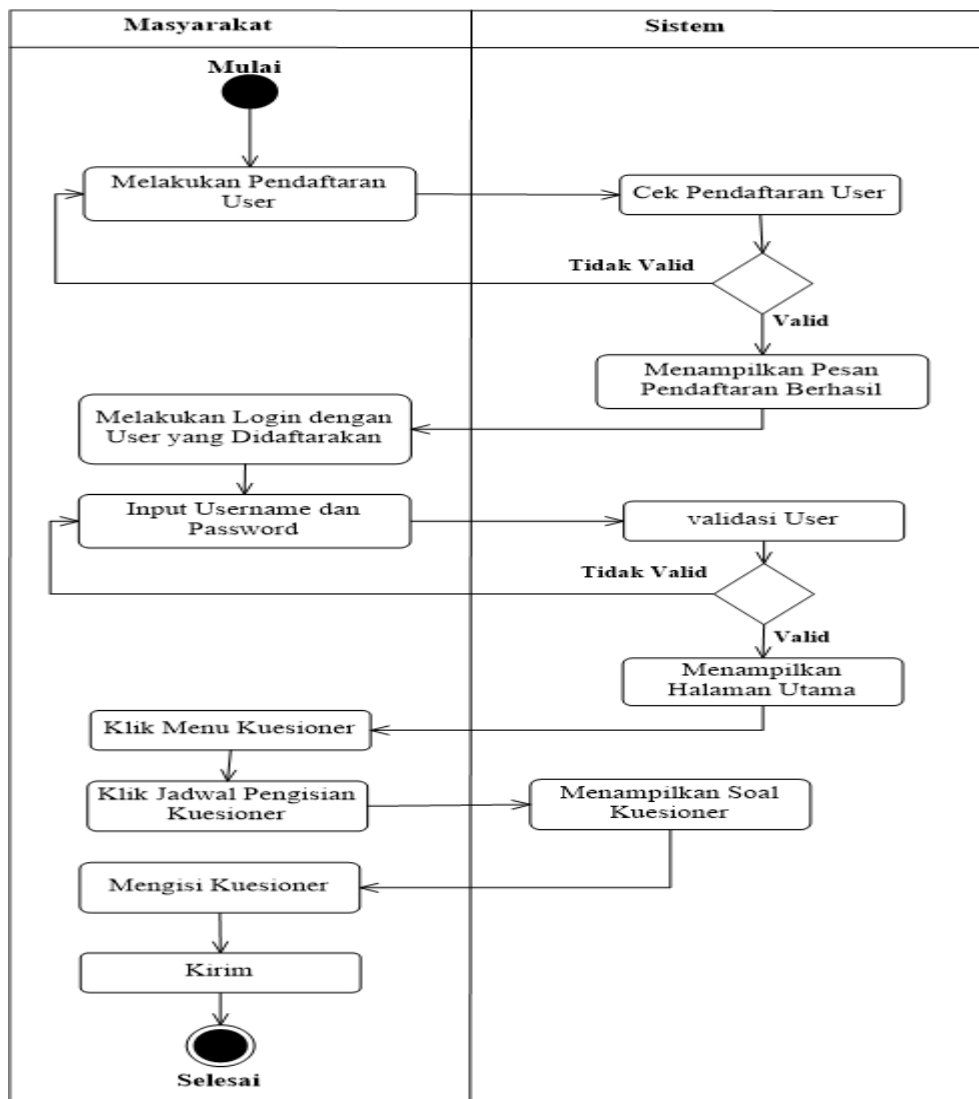 Masyarakat
Sistem
Mulai
Melakukan Pendaftaran
User
Cek Pendaftaran User
Tidak Valid
Valid
Menampilkan Pesan
Pendaftaran Berhasil
Melakukan Login dengan
User yang Didaftarakan
Input Username dan
Password
validasi User
Tidak Valid
Valid
Menampilkan
Halaman Utama
Klik Menu Kuesioner
Klik Jadwal Pengisian
Kuesioner
Menampilkan Soal
Kuesioner
Mengisi Kuesioner
Kirim
Selesai